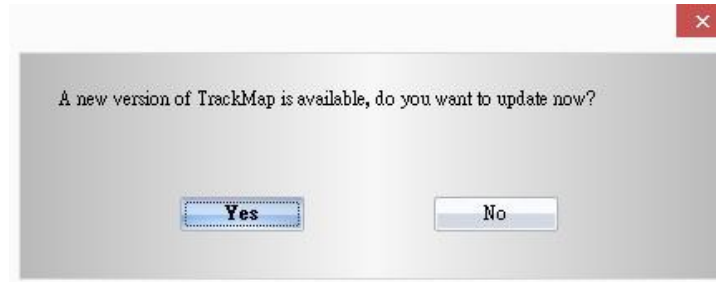 A new version of TrackMap is available, do you want to update now?
Yes
No